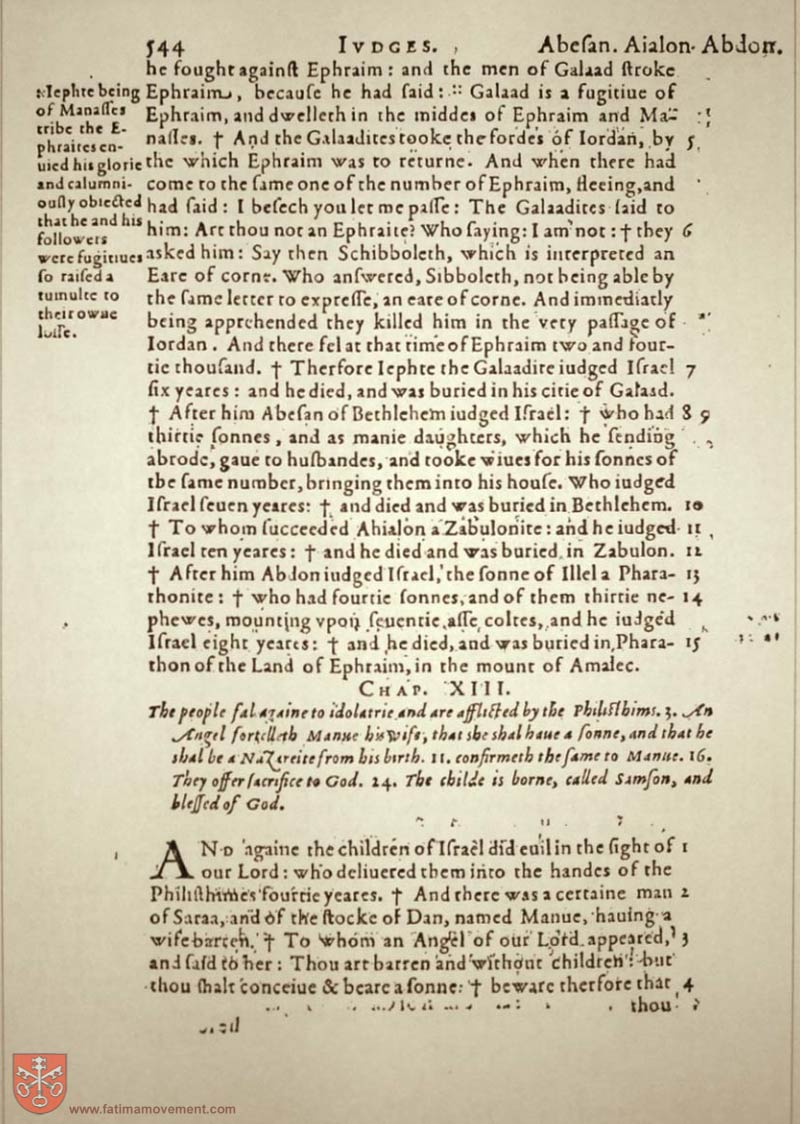 544 IVDGES. Abeſan. Aialon. Abdon.
he fought againſt Ephraim: and the men of Galaad ſtroke
Ephraim, becauſe he had ſaid: :: Galaad is a fugitiue of
Ephraim, and dwelleth in the middes of Ephraim and Ma-
naſſes. † And the Galaadites tooke the fordes of Iordan, by 5
the which Ephraim was to returne. And when there had
come to the ſame one of the number of Ephraim, fleeing, and
had ſaid: I beſech you let me paſſe: The Galaadites ſaid to
him: Art thou not an Ephraite? Who ſaying: I am not: † they 6
asked him: Say then Schibboleth, which is interpreted an
Eare of corne. Who anſwered, Sibboleth, not being able by
the ſame letter to expreſſe, an eare of corne. And immediatly
being apprehended they killed him in the very paſſage of
Iordan. And there fel at that time of Ephraim two and four-
tie thouſand. † Therfore Iephte the Galaadite iudged Iſrael 7
ſix yeares: and he died, and was buried in his citie of Galaad.
† After him Abeſan of Bethlehem iudged Iſrael: † who had 8 9
thirtie ſonnes, and as manie daughters, which he ſending
abrode, gaue to huſbandes, and tooke wiues for his ſonnes of
the ſame number, bringing them into his houſe. Who iudged
Iſrael ſeuen yeares: † and died and was buried in Bethlehem. 10
† To whom ſucceeded Ahialon a Zabulonite: and he iudged 11
Iſrael ten yeares: † and he died and was buried in Zabulon. 12
† After him Abdon iudged Iſrael, the ſonne of Illel a Phara- 13
thonite: † who had fourtie ſonnes, and of them thirtie ne- 14
phewes, mounting vpon ſeuentie aſſe coltes, and he iudged
Iſrael eight yeares: † and he died, and was buried in Phara- 15
thon of the Land of Ephraim, in the mount of Amalec.
:: Iephte being
of Manaſſes
tribe the E-
phraites en-
uied his glorie
and calumni-
ouſly obiected
that he and his
followers
were fugitiues
ſo raiſed a
tumulte to
their owne
loſſe.
CHAP. XIII.
The people fal againe to idolatrie and are afflicted by the Philiſthims. 3. An
Angel fortelleth Manue his wife, that she shal haue a ſonne, and that he
shal be a Nazareite from his birth. 11. confirmeth the ſame to Manue. 16.
They offer ſacrifice to God. 24. The childe is borne, called Samſon, and
bleſſed of God.
AND againe the children of Iſrael did euil in the ſight of 1
our Lord: who deliuered them into the handes of the
Philiſthimes fourtie yeares. † And there was a certaine man 2
of Saraa, and of the ſtocke of Dan, named Manue, hauing a
wife barren. † To whom an Angel of our Lord appeared, 3
and ſaid to her: Thou art barren and without children: but
thou ſhalt conceiue & beare a ſonne: † beware therfore that 4
thou
www.fatimamovement.com